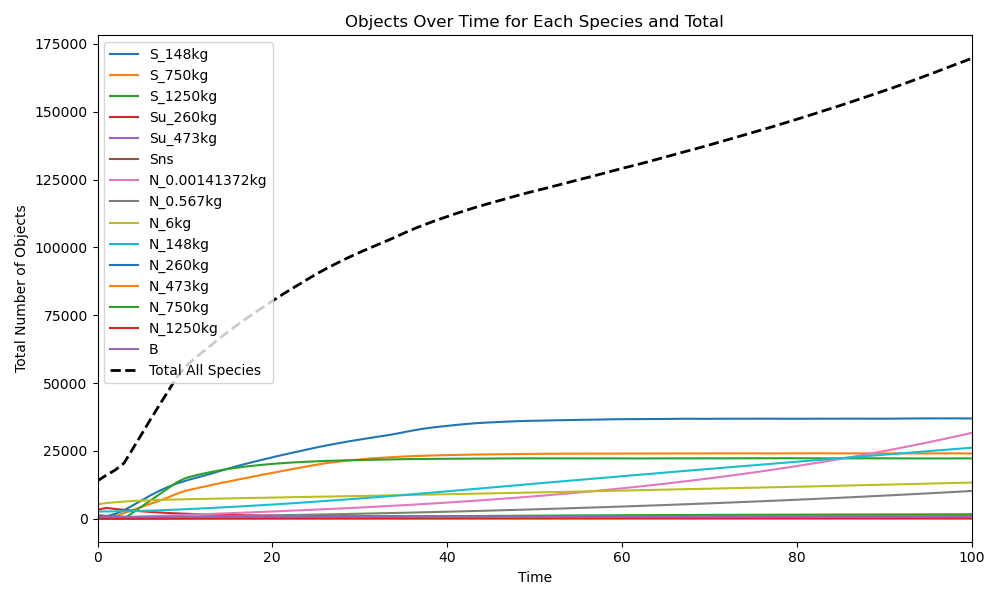 Objects Over Time for Each Species and Total
Total Number of Objects
175000
150000
125000
100000
75000
50000
25000
0
S_148kg
S_750kg
S_1250kg
Su_260kg
Su_473kg
Sns
N_0.00141372kg
N_0.567kg
N_6kg
N_148kg
N_260kg
N_473kg
N_750kg
N_1250kg
B
Total All Species
0 20 40 60 80 100
Time